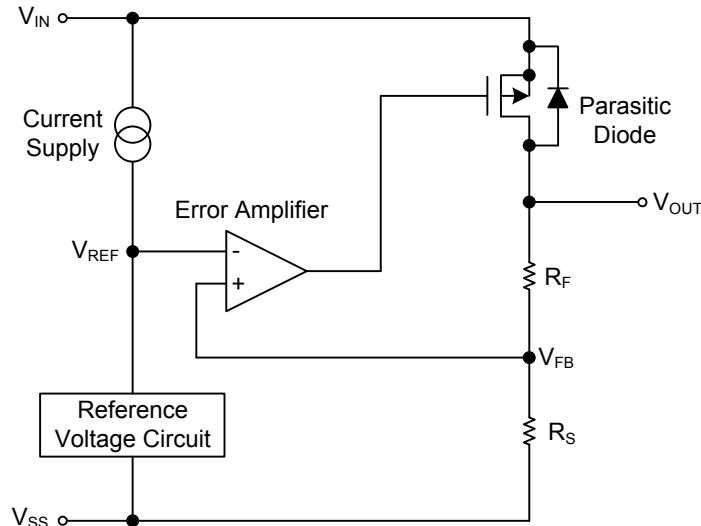 VIN
Current
Supply
Parasitic
Diode
Error Amplifier
VOUT
VREF
-
+
RF
VFB
Reference
Voltage Circuit
RS
VSS